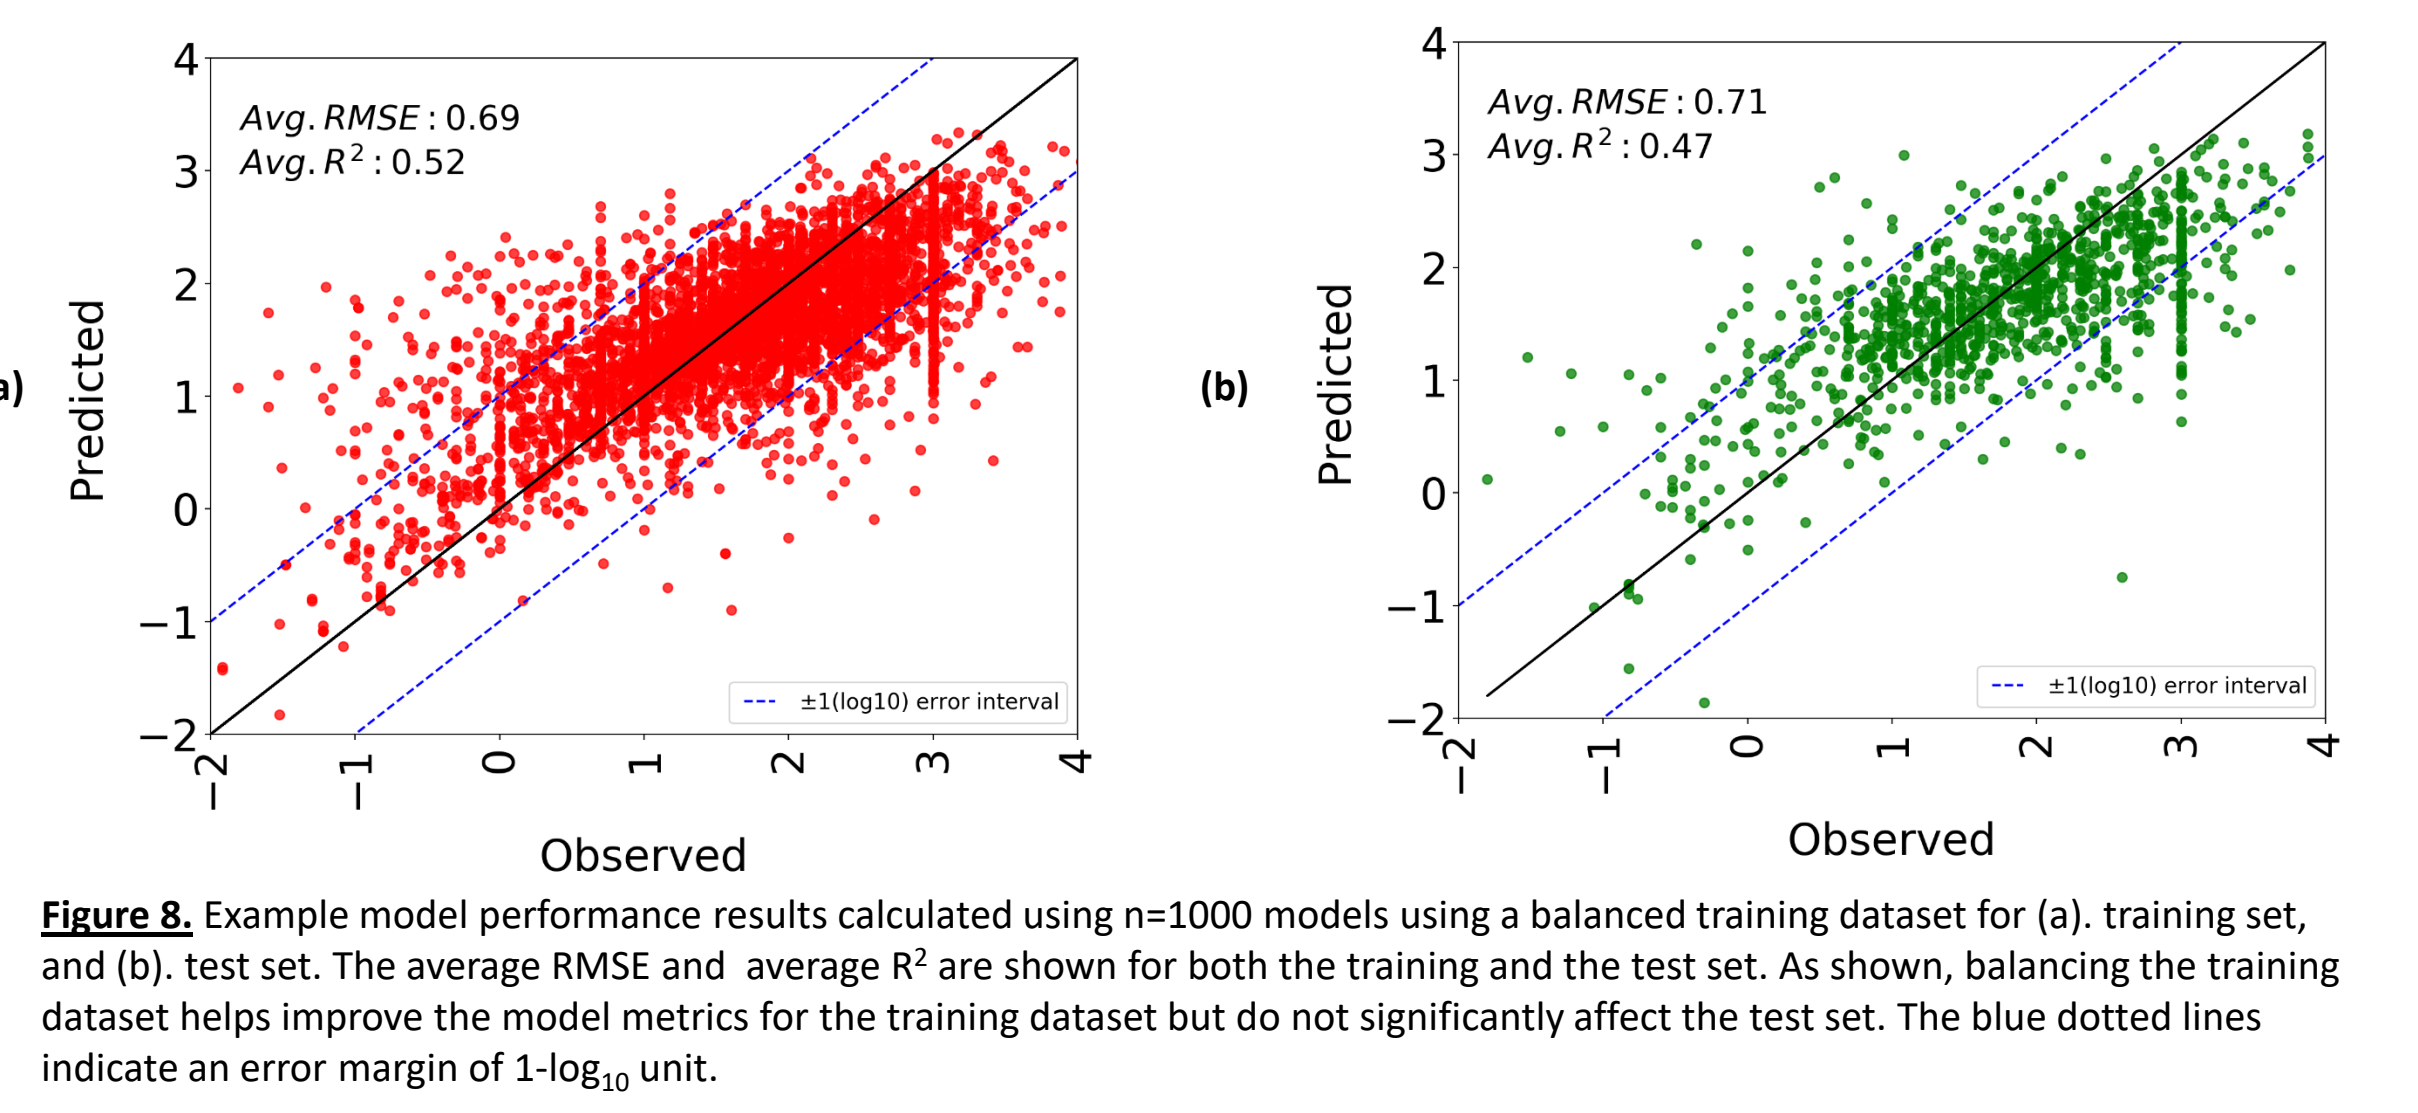 4
3
2
1
0
−1
−2
Predicted
Avg. RMSE : 0.69
Avg. R² : 0.52
±1(log10) error interval
−2 −1 0 1 2 3 4
Observed
a)
(b)
4
3
2
1
0
−1
−2
Predicted
Avg. RMSE : 0.71
Avg. R² : 0.47
±1(log10) error interval
−2 −1 0 1 2 3 4
Observed
Figure 8. Example model performance results calculated using n=1000 models using a balanced training dataset for (a). training set,
and (b). test set. The average RMSE and  average R² are shown for both the training and the test set. As shown, balancing the training
dataset helps improve the model metrics for the training dataset but do not significantly affect the test set. The blue dotted lines
indicate an error margin of 1-log₁₀ unit.